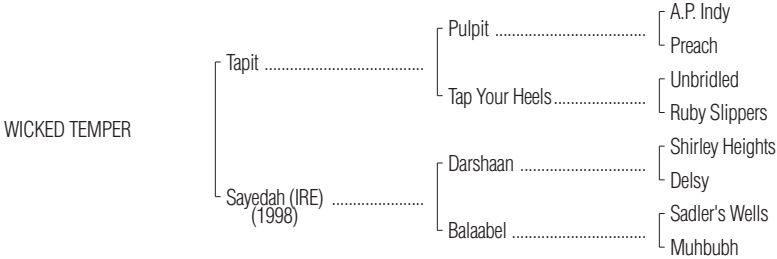 A.P. Indy
Pulpit ....................................
Preach
Tapit ......................................
Unbridled
Tap Your Heels......................
Ruby Slippers
WICKED TEMPER
Shirley Heights
Darshaan ..............................
Delsy
Sayedah (IRE) ......................
(1998)
Sadler's Wells
Balaabel ................................
Muhbubh